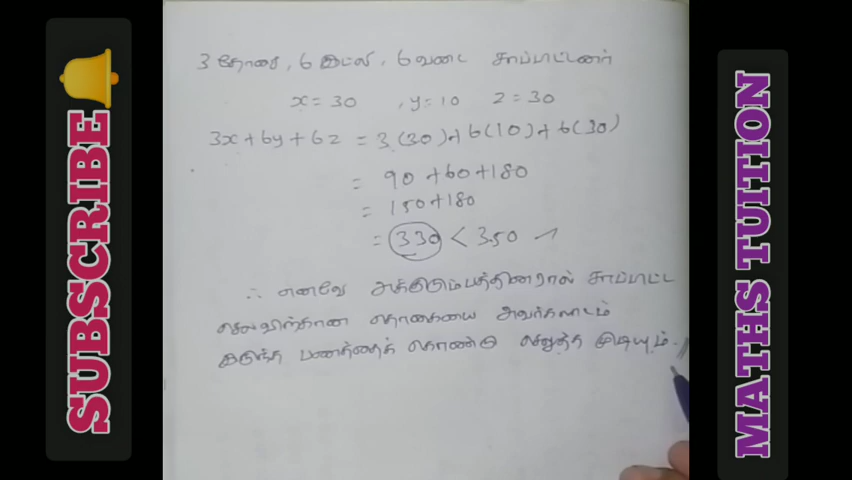 SUBSCRIBE
3 தோசை, 6 இட்லி, 6 வடை சாப்பிட்டனர்
x = 30 , y = 10 z = 30
3x + 6y + 6z = 3(30) + 6(10) + 6(30)
= 90 + 60 + 180
= 150 + 180
= 330 < 350
∴ எனவே அக்குடும்பத்தினரால் சாப்பிட்ட
செலவிற்கான தொகையை அவர்களிடம்
இருந்த பணத்தைக் கொண்டு செலுத்த முடியும்.
MATHS TUITION